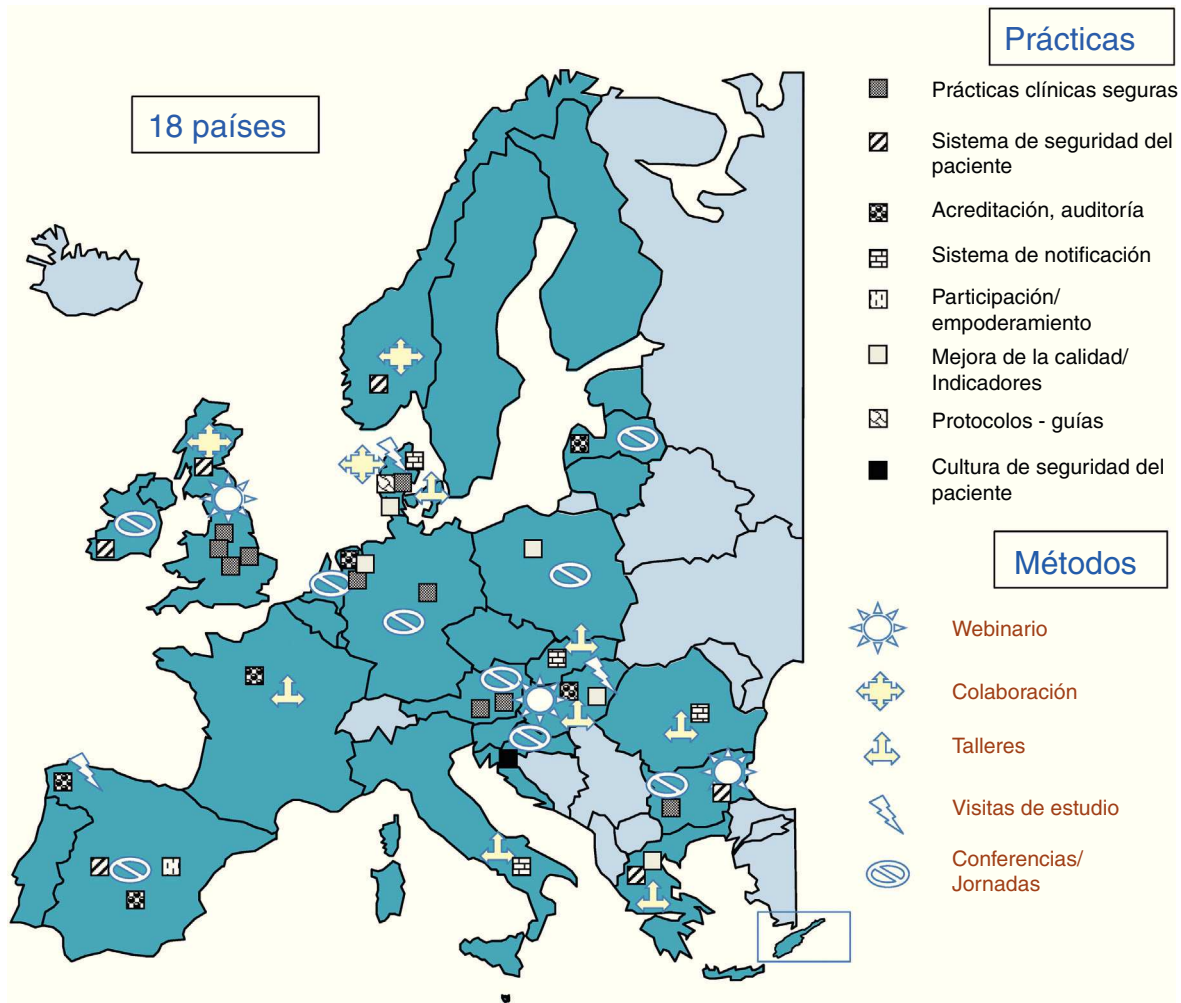 18 países
Prácticas
Prácticas clínicas seguras
Sistema de seguridad del
paciente
Acreditación, auditoría
Sistema de notificación
Participación/
empoderamiento
Mejora de la calidad/
Indicadores
Protocolos - guías
Cultura de seguridad del
paciente
Métodos
Webinario
Colaboración
Talleres
Visitas de estudio
Conferencias/
Jornadas